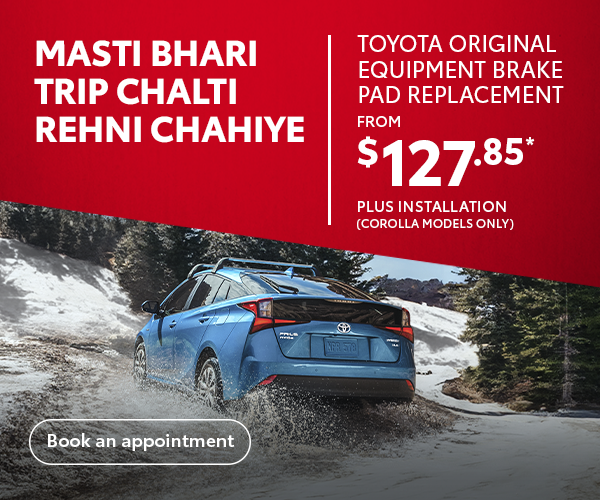 MASTI BHARI
TRIP CHALTI
REHNI CHAHIYE
TOYOTA ORIGINAL
EQUIPMENT BRAKE
PAD REPLACEMENT
FROM
$127.85*
PLUS INSTALLATION
(COROLLA MODELS ONLY)
PRIUS
Book an appointment